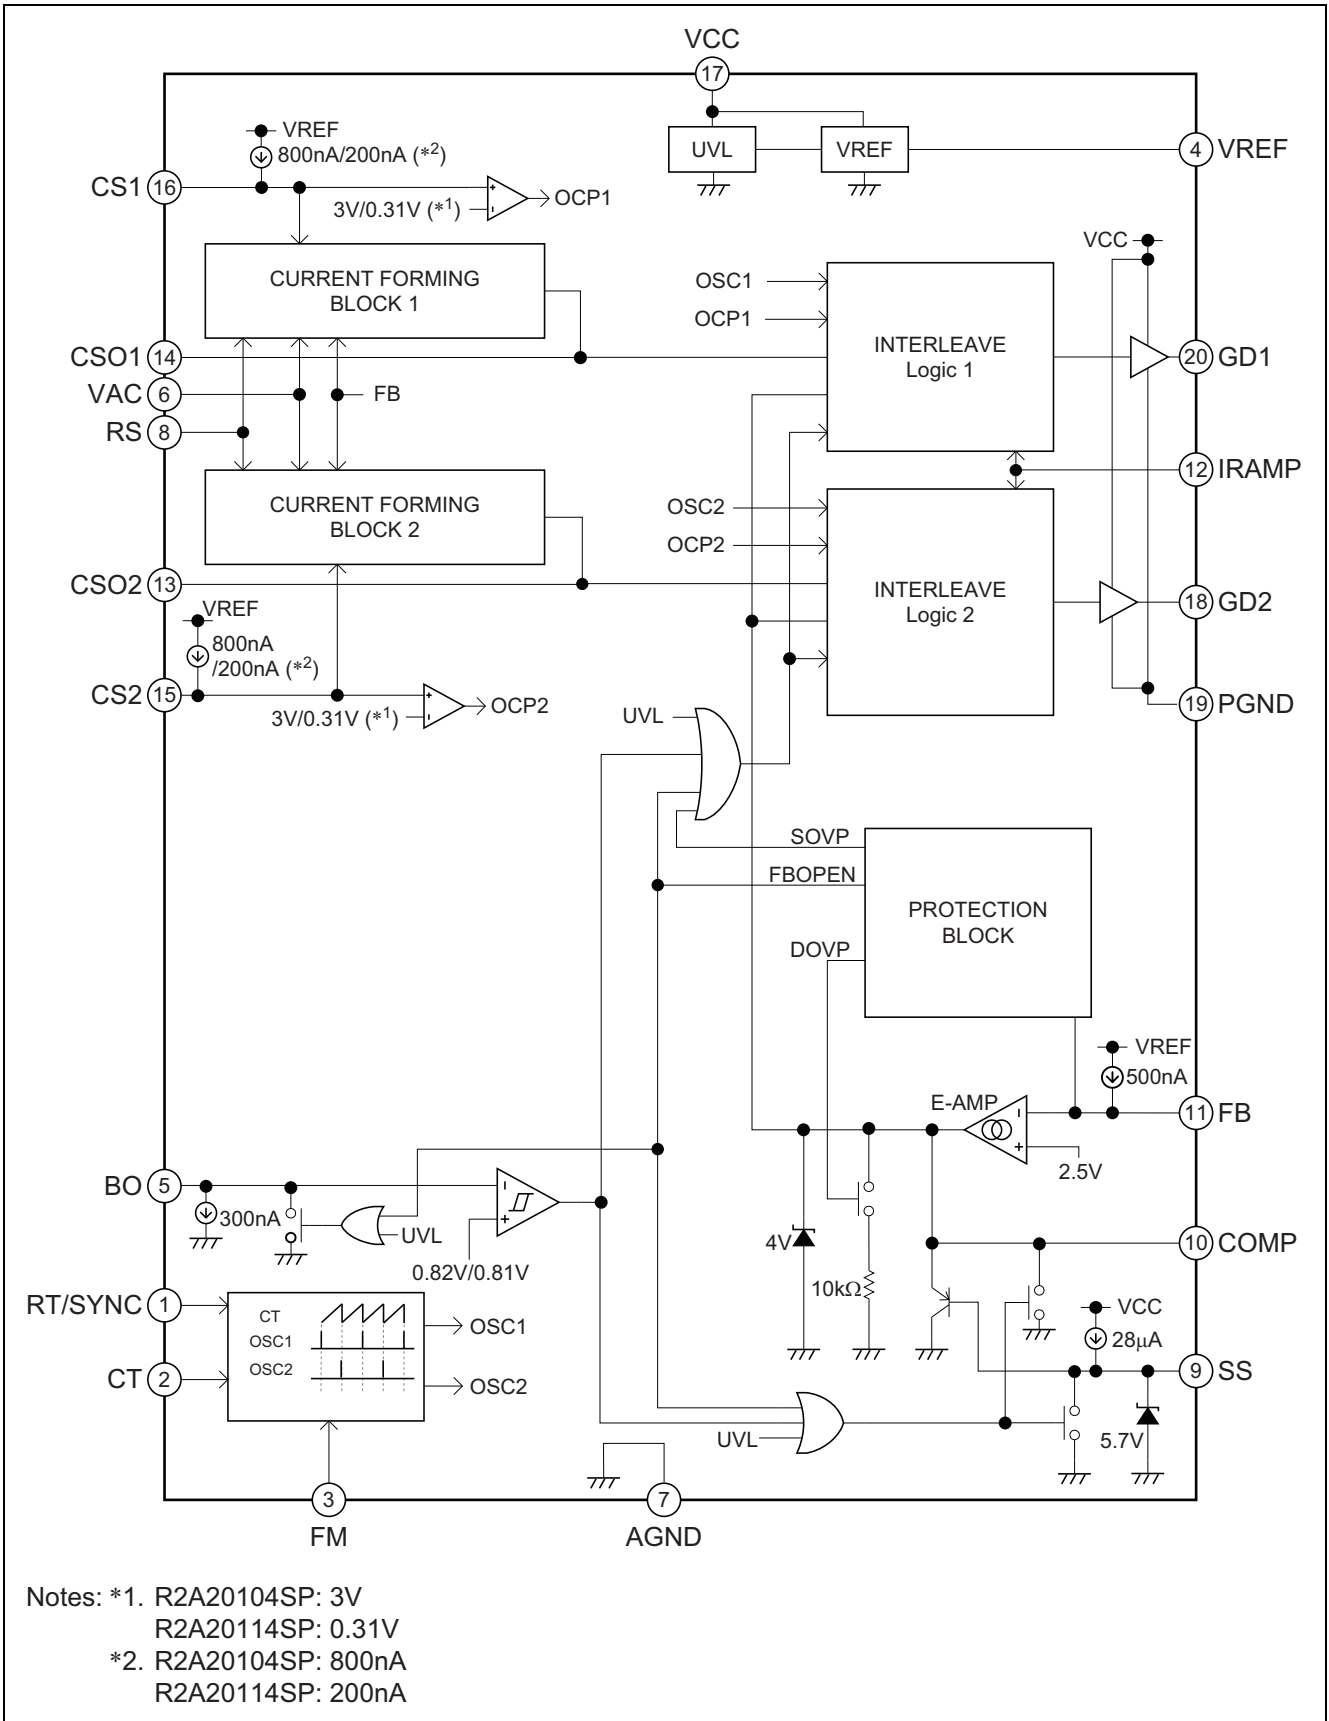 VCC
17
VREF
800nA/200nA (*2)
UVL
VREF
4
VREF
CS1
16
3V/0.31V (*1)
+
-
OCP1
VCC
CURRENT FORMING
BLOCK 1
OSC1
OCP1
INTERLEAVE
Logic 1
CSO1
14
20
GD1
VAC
6
FB
RS
8
12
IRAMP
CURRENT FORMING
BLOCK 2
OSC2
OCP2
INTERLEAVE
Logic 2
CSO2
13
18
GD2
VREF
800nA
/200nA (*2)
CS2
15
3V/0.31V (*1)
+
-
OCP2
19
PGND
UVL
SOVP
FBOPEN
DOVP
PROTECTION
BLOCK
VREF
500nA
E-AMP
-
+
11
FB
2.5V
BO
5
300nA
UVL
-
+
0.82V/0.81V
4V
10kΩ
10
COMP
RT/SYNC
1
CT
OSC1
OSC2
OSC1
OSC2
VCC
28μA
CT
2
9
SS
UVL
5.7V
3
FM
7
AGND
Notes: *1. R2A20104SP: 3V
R2A20114SP: 0.31V
*2. R2A20104SP: 800nA
R2A20114SP: 200nA